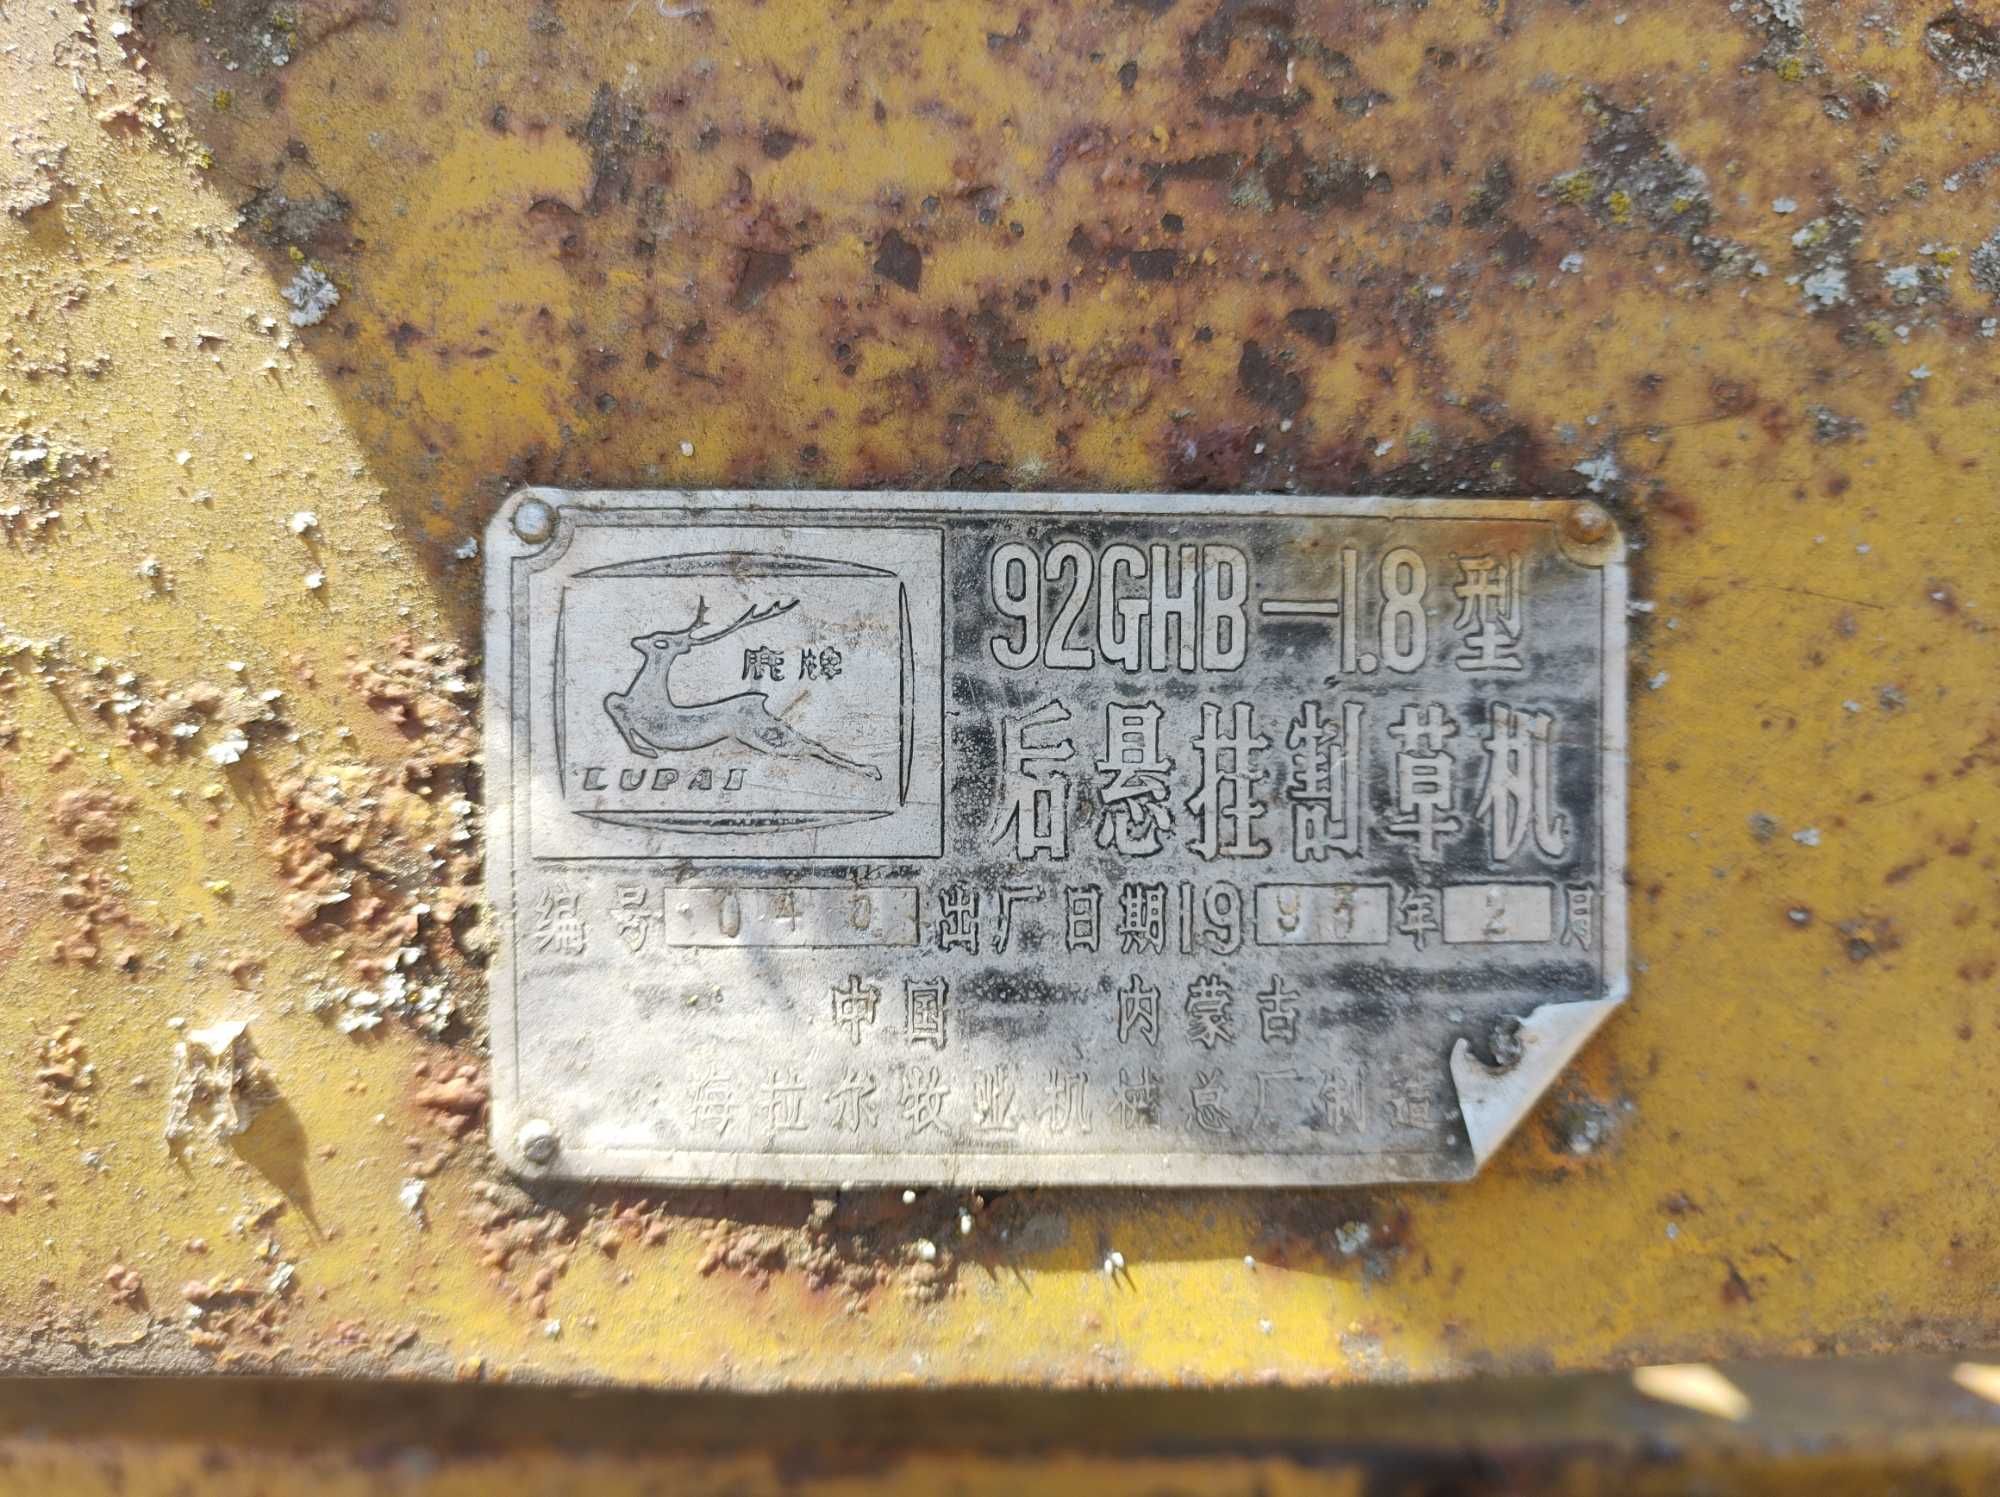 92GHB-1.8型
鹿牌
LUPAI
后悬挂割草机
编号 出厂日期19 年2月
中国 内蒙古
海拉尔牧业机械总厂制造